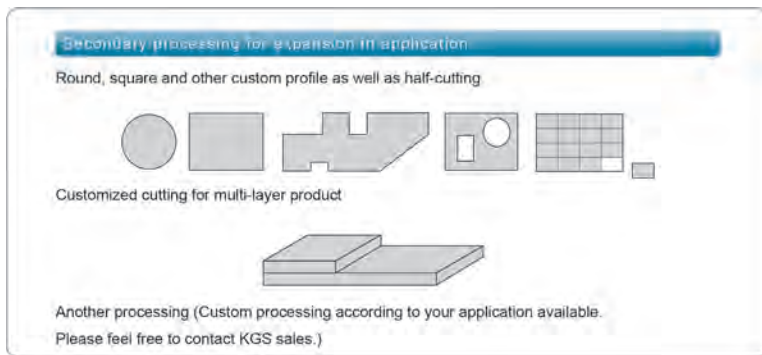 Secondary processing for expansion in application
Round, square and other custom profile as well as half-cutting
Customized cutting for multi-layer product
Another processing (Custom processing according to your application available.
Please feel free to contact KGS sales.)